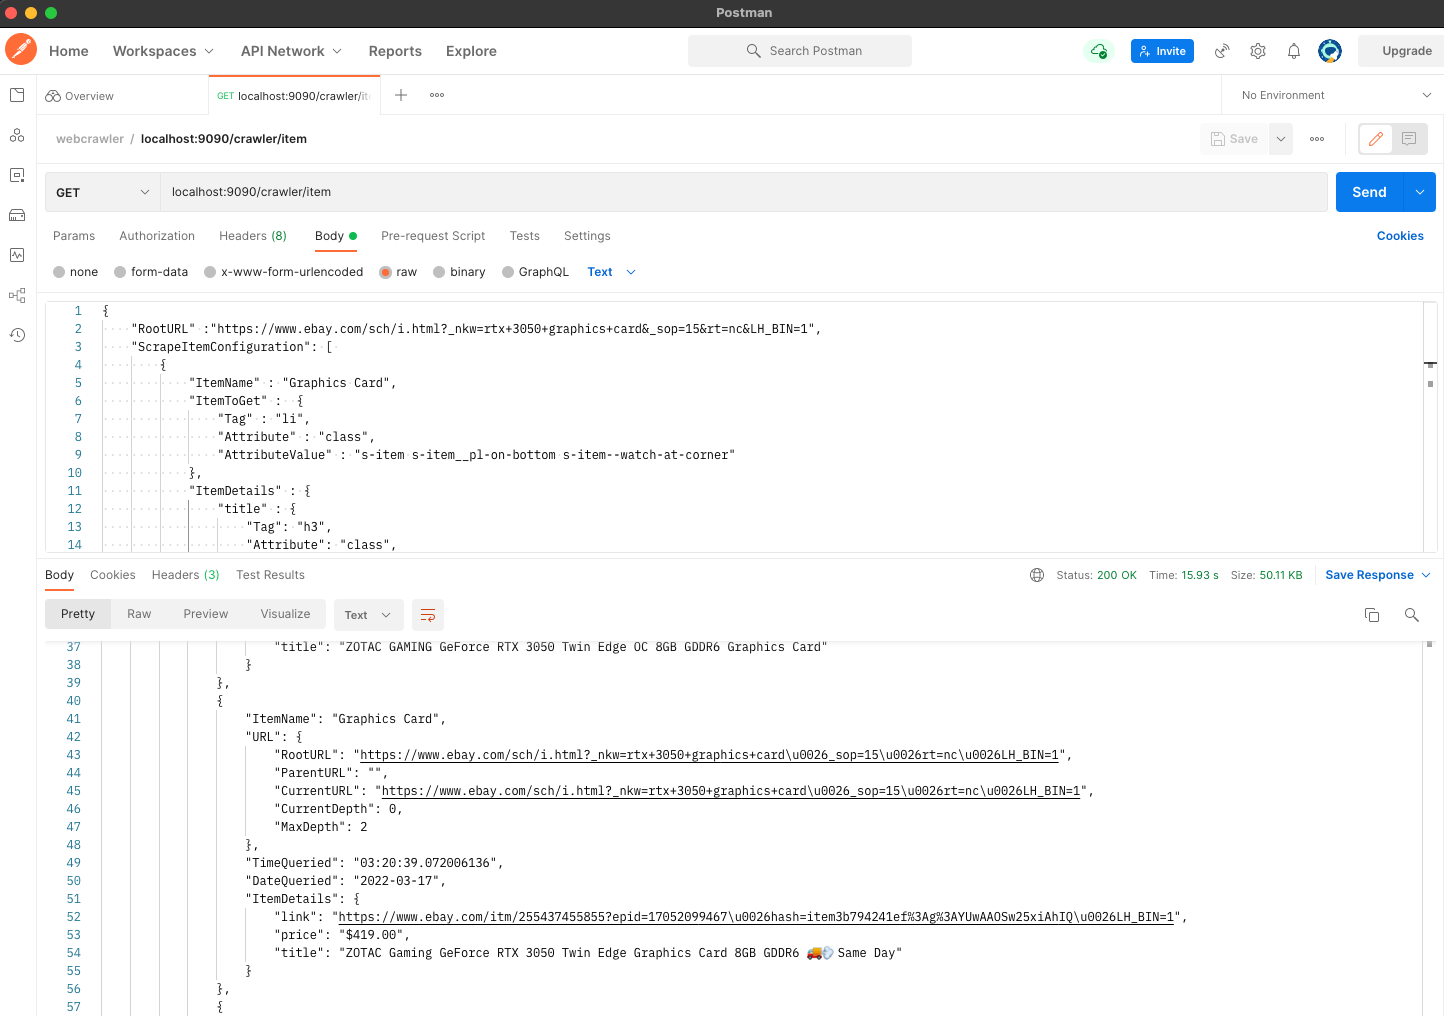 Postman
Home Workspaces API Network Reports Explore Search Postman Invite Upgrade
Overview GET localhost:9090/crawler/it No Environment
webcrawler / localhost:9090/crawler/item Save
GET localhost:9090/crawler/item Send
Params Authorization Headers (8) Body Pre-request Script Tests Settings Cookies
none form-data x-www-form-urlencoded raw binary GraphQL Text
1 {
2 "RootURL" :"https://www.ebay.com/sch/i.html?_nkw=rtx+3050+graphics+card&_sop=15&rt=nc&LH_BIN=1",
3 "ScrapeItemConfiguration": [
4 {
5 "ItemName" : "Graphics Card",
6 "ItemToGet" : {
7 "Tag" : "li",
8 "Attribute" : "class",
9 "AttributeValue" : "s-item s-item__pl-on-bottom s-item--watch-at-corner"
10 },
11 "ItemDetails" : {
12 "title" : {
13 "Tag": "h3",
14 "Attribute": "class",
Body Cookies Headers (3) Test Results Status: 200 OK Time: 15.93 s Size: 50.11 KB Save Response
Pretty Raw Preview Visualize Text
37 "title": "ZOTAC GAMING GeForce RTX 3050 Twin Edge OC 8GB GDDR6 Graphics Card"
38 }
39 },
40 {
41 "ItemName": "Graphics Card",
42 "URL": {
43 "RootURL": "https://www.ebay.com/sch/i.html?_nkw=rtx+3050+graphics+card\u0026_sop=15\u0026rt=nc\u0026LH_BIN=1",
44 "ParentURL": "",
45 "CurrentURL": "https://www.ebay.com/sch/i.html?_nkw=rtx+3050+graphics+card\u0026_sop=15\u0026rt=nc\u0026LH_BIN=1",
46 "CurrentDepth": 0,
47 "MaxDepth": 2
48 },
49 "TimeQueried": "03:20:39.072006136",
50 "DateQueried": "2022-03-17",
51 "ItemDetails": {
52 "link": "https://www.ebay.com/itm/255437455855?epid=17052099467\u0026hash=item3b794241ef%3Ag%3AYUwAAOSw25xiAhIQ\u0026LH_BIN=1",
53 "price": "$419.00",
54 "title": "ZOTAC Gaming GeForce RTX 3050 Twin Edge Graphics Card 8GB GDDR6 🚚💨 Same Day"
55 }
56 },
57 {